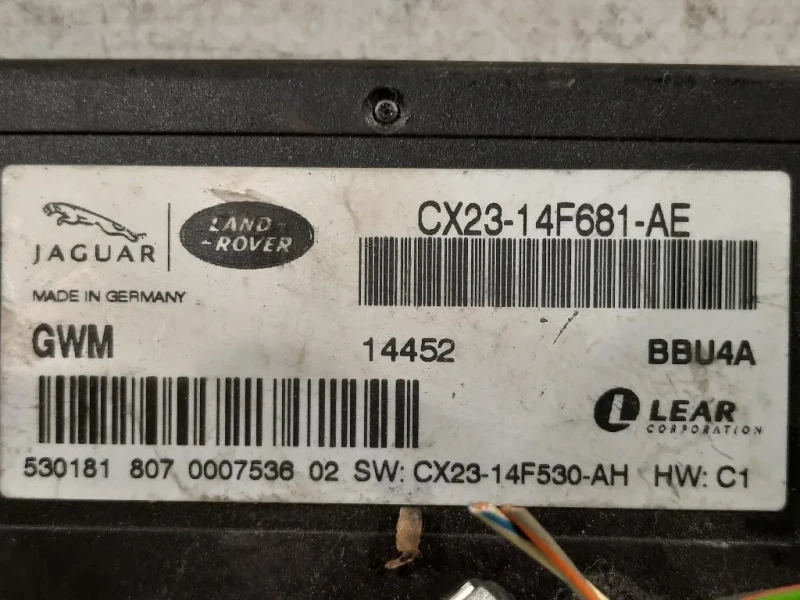 CX23-14F681-AE
JAGUAR
LAND-
-ROVER
MADE IN GERMANY
GWM 14452 BBU4A
LEAR
CORPORATION
530181 807 0007536 02 SW: CX23-14F530-AH HW: C1